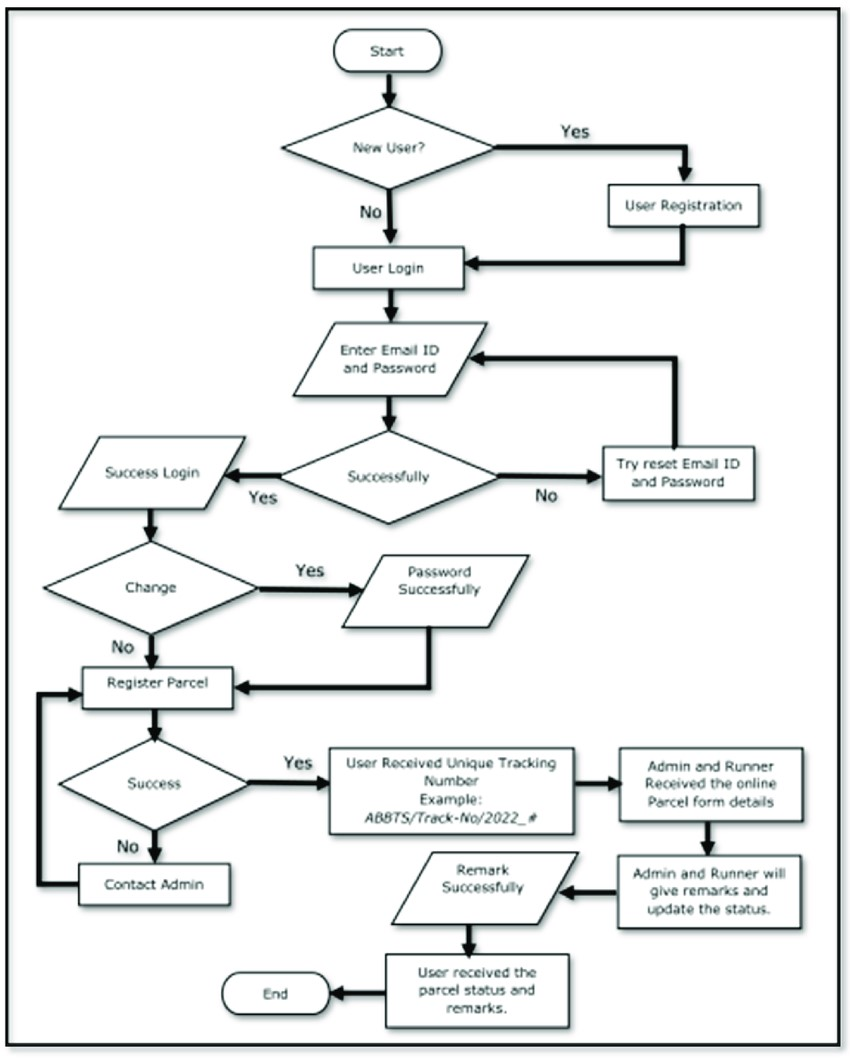 Start
New User?
Yes
No
User Registration
User Login
Enter Email ID
and Password
Success Login
Yes
Successfully
No
Try reset Email ID
and Password
Change
Yes
Password
Successfully
No
Register Parcel
Success
Yes
User Received Unique Tracking
Number
Example:
ABBTS/Track-No/2022_#
Admin and Runner
Received the online
Parcel form details
No
Contact Admin
Remark
Successfully
Admin and Runner will
give remarks and
update the status.
User received the
parcel status and
remarks.
End